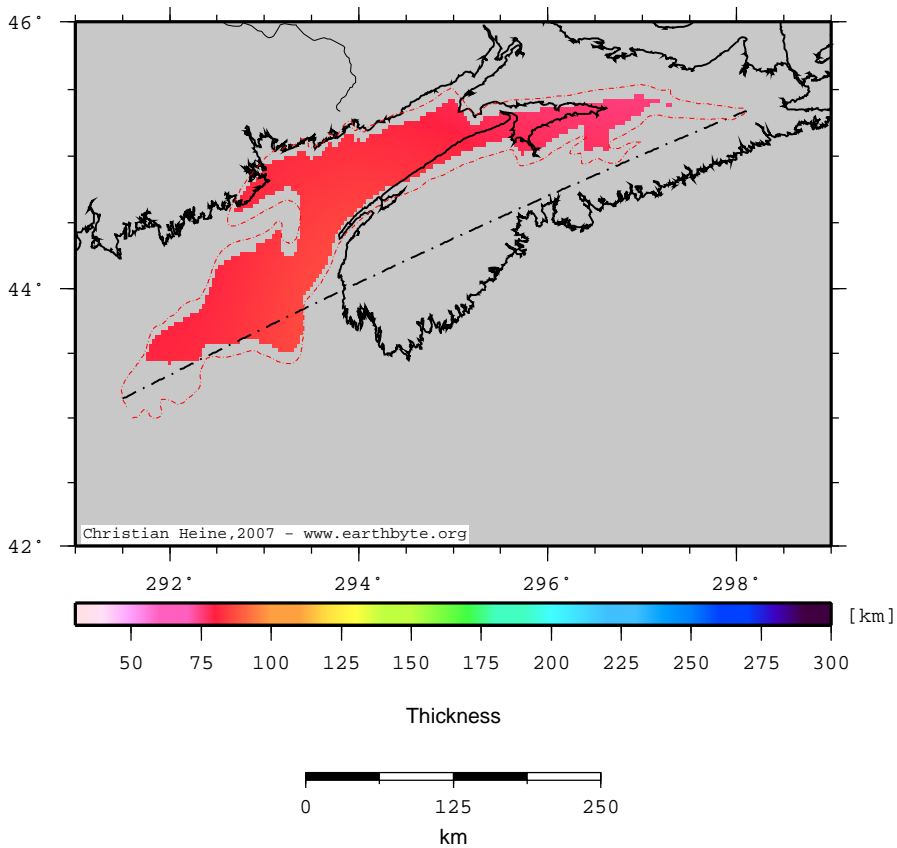 46°
44°
42°
Christian Heine,2007 - www.earthbyte.org
292° 294° 296° 298°
[km]
50 75 100 125 150 175 200 225 250 275 300
Thickness
0 125 250
km